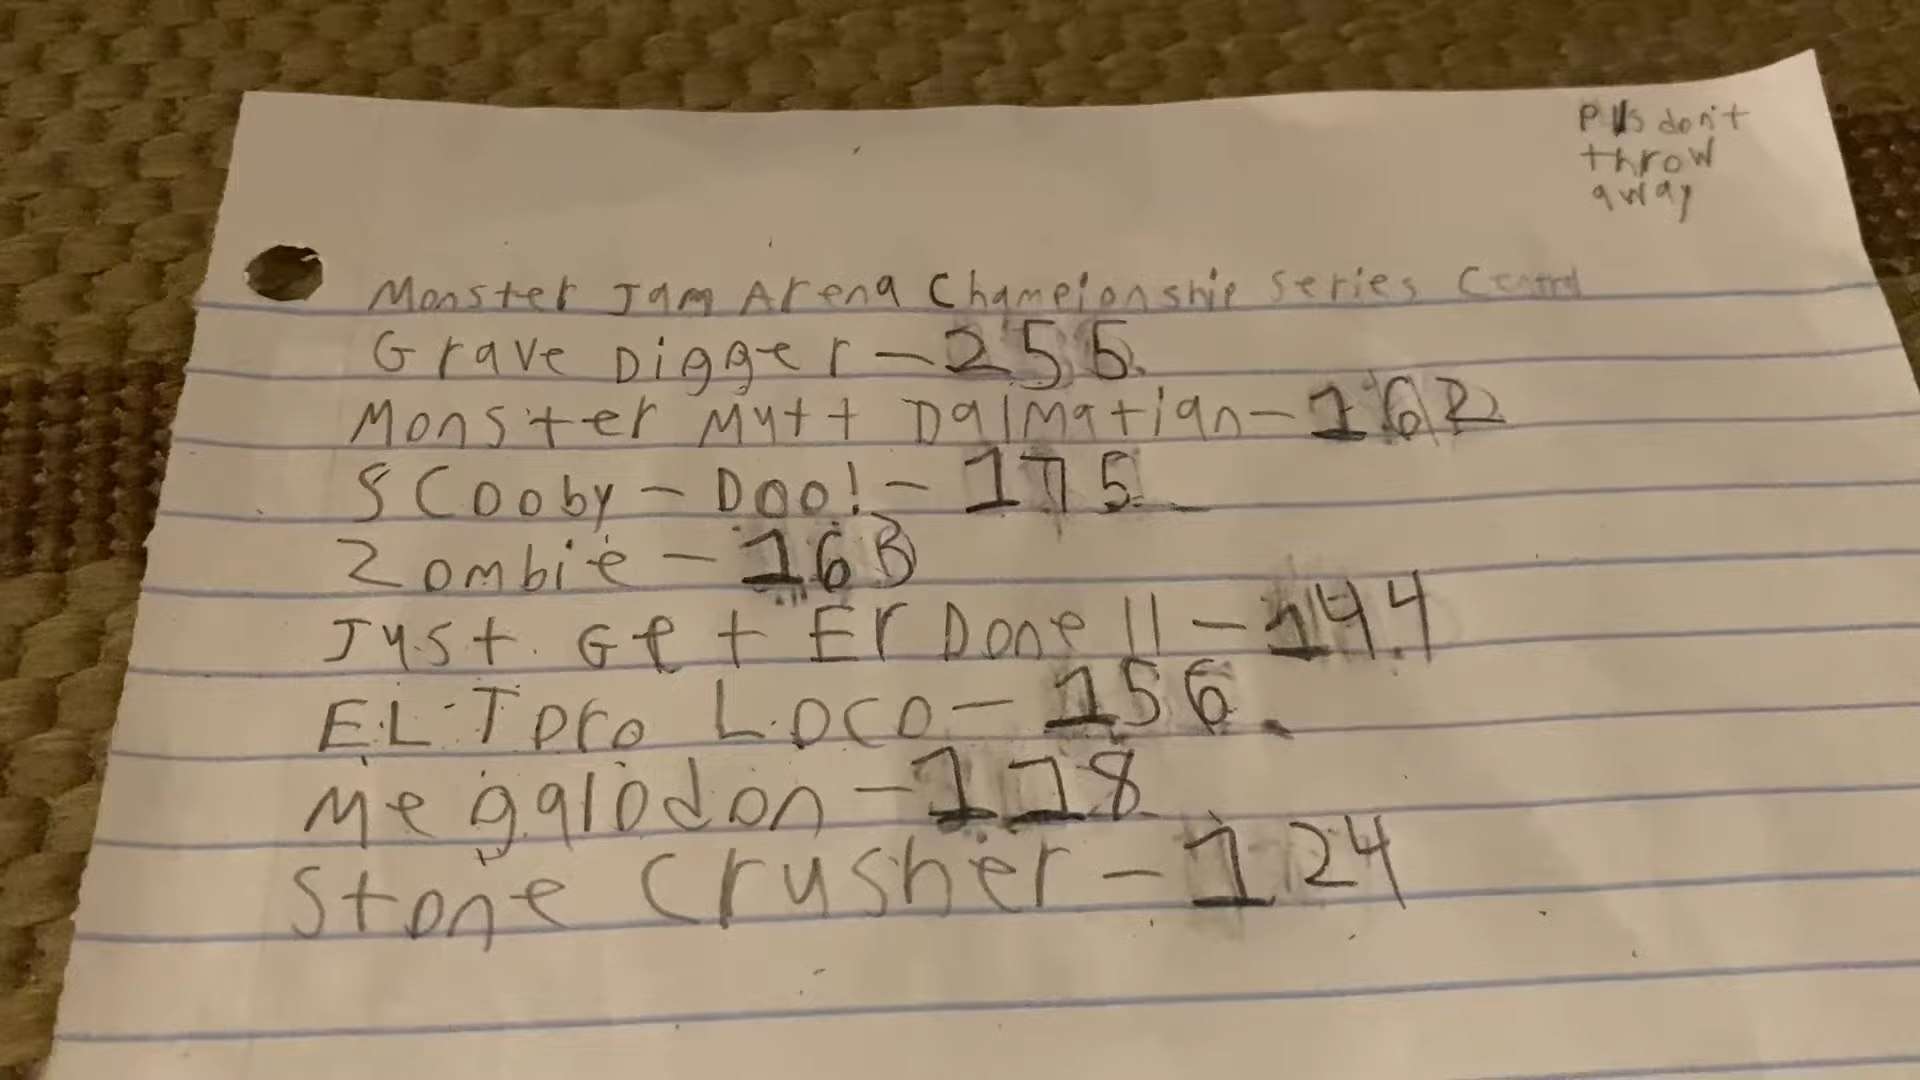 Pls don't
throw
away
Monster Jam Arena Championship Series Central
Grave Digger - 255
Monster Mutt Dalmatian - 162
Scooby-Doo! - 175
Zombie - 163
Just Get Er Done!! - 144
EL Toro Loco - 156
Megalodon - 118
Stone Crusher - 124